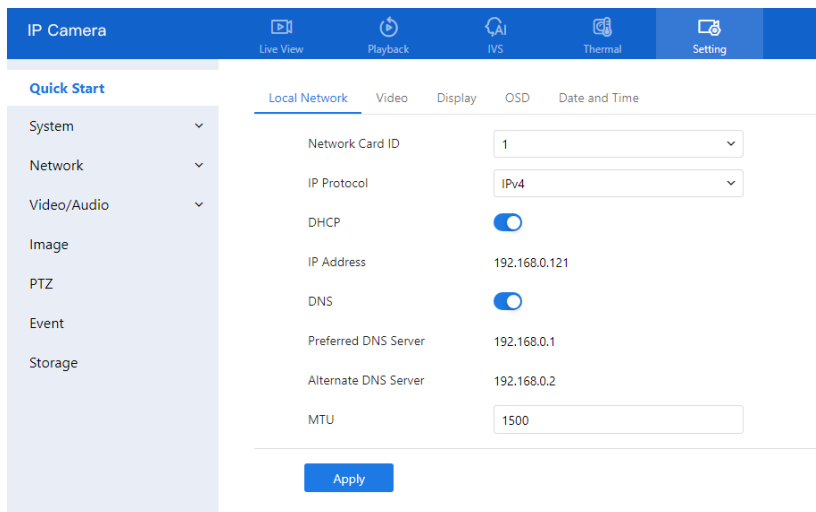 IP Camera
Live View
Playback
AI
IVS
Thermal
Setting
Quick Start
System
Network
Video/Audio
Image
PTZ
Event
Storage
Local Network Video Display OSD Date and Time
Network Card ID 1
IP Protocol IPv4
DHCP
IP Address 192.168.0.121
DNS
Preferred DNS Server 192.168.0.1
Alternate DNS Server 192.168.0.2
MTU 1500
Apply